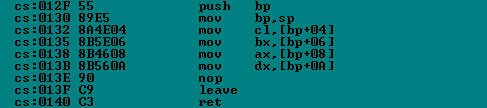 cs:012F 55 push bp
cs:0130 89E5 mov bp,sp
cs:0132 8A4E04 mov cl,[bp+04]
cs:0135 8B5E06 mov bx,[bp+06]
cs:0138 8B4608 mov ax,[bp+08]
cs:013B 8B560A mov dx,[bp+0A]
cs:013E 90 nop
cs:013F C9 leave
cs:0140 C3 ret